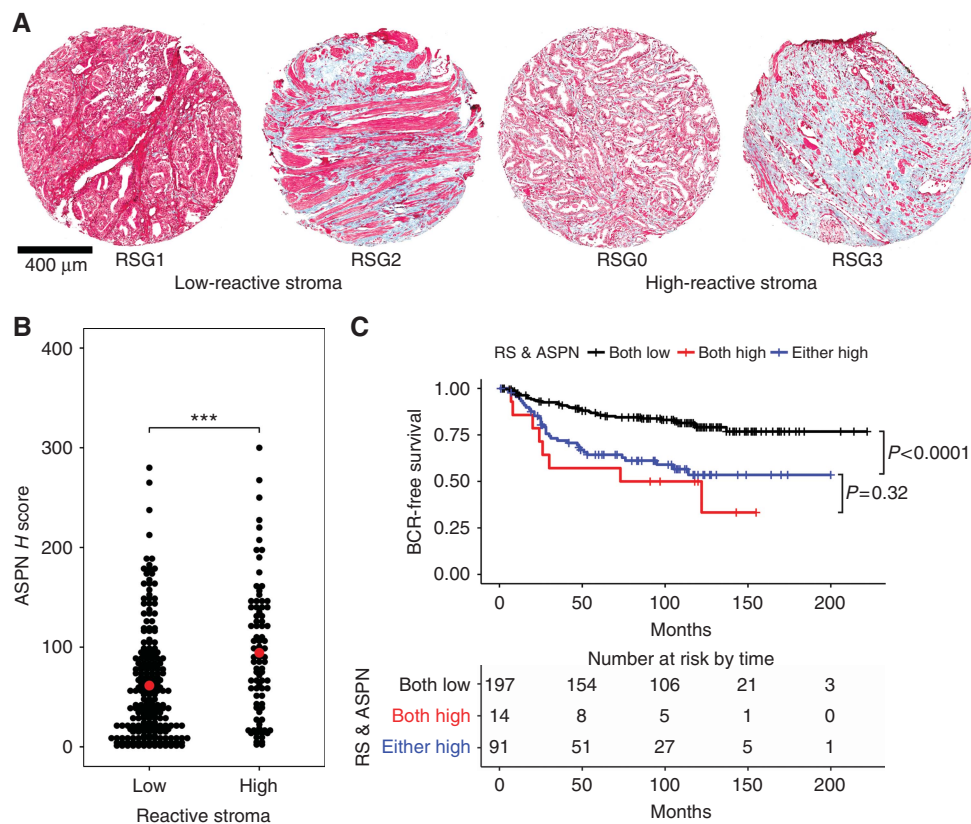 A
400 μm
RSG1
RSG2
RSG0
RSG3
Low-reactive stroma
High-reactive stroma
B
400
300
200
100
0
ASPN H score
***
Low
High
Reactive stroma
C
RS & ASPN Both low Both high Either high
1.00
0.75
0.50
0.25
0.00
BCR-free survival
P<0.0001
P=0.32
0 50 100 150 200
Months
Number at risk by time
RS & ASPN
Both low 197 154 106 21 3
Both high 14 8 5 1 0
Either high 91 51 27 5 1
0 50 100 150 200
Months